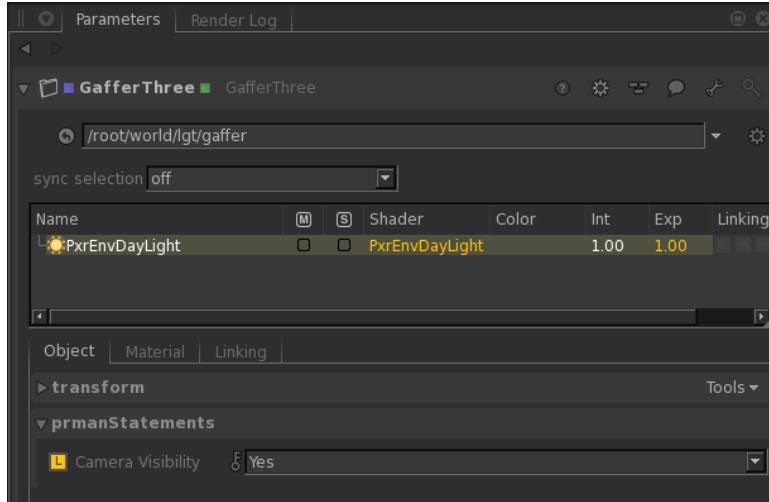 Parameters Render Log
GafferThree GafferThree
/root/world/lgt/gaffer
sync selection off
Name M S Shader Color Int Exp Linking
PxrEnvDayLight PxrEnvDayLight 1.00 1.00
Object Material Linking
transform Tools
prmanStatements
L Camera Visibility Yes